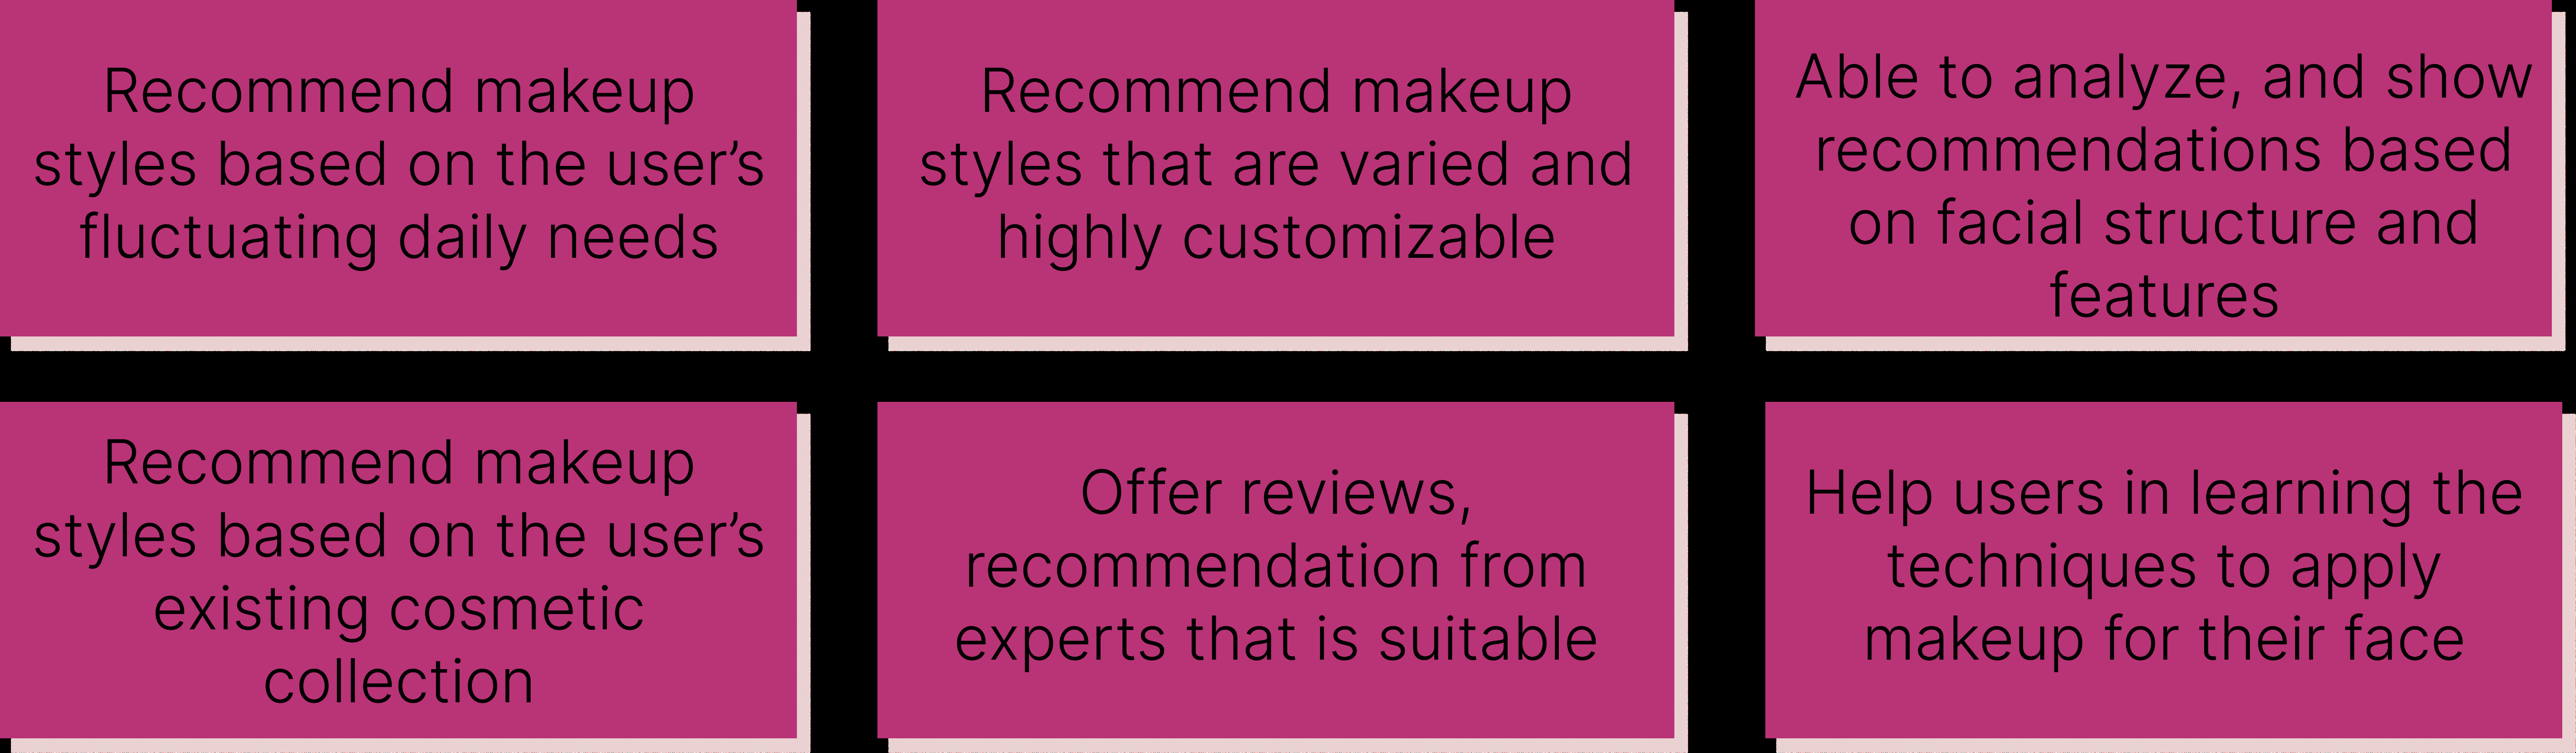 Recommend makeup
styles based on the user’s
fluctuating daily needs
Recommend makeup
styles that are varied and
highly customizable
Able to analyze, and show
recommendations based
on facial structure and
features
Recommend makeup
styles based on the user’s
existing cosmetic
collection
Offer reviews,
recommendation from
experts that is suitable
Help users in learning the
techniques to apply
makeup for their face